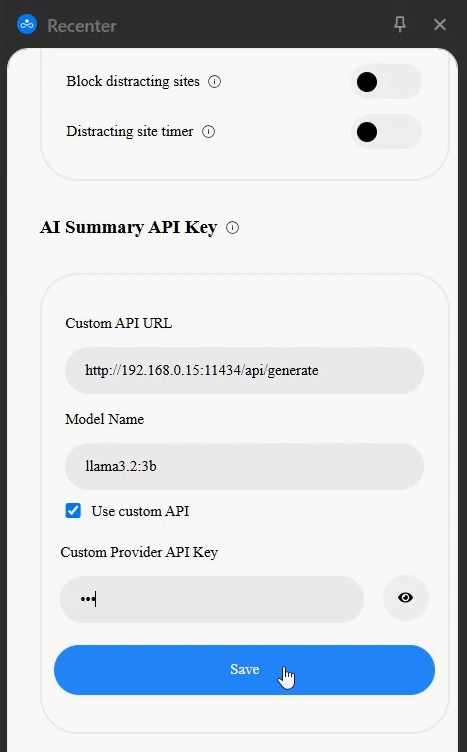 Recenter
Block distracting sites
Distracting site timer
AI Summary API Key
Custom API URL
http://192.168.0.15:11434/api/generate
Model Name
llama3.2:3b
Use custom API
Custom Provider API Key
•••
Save